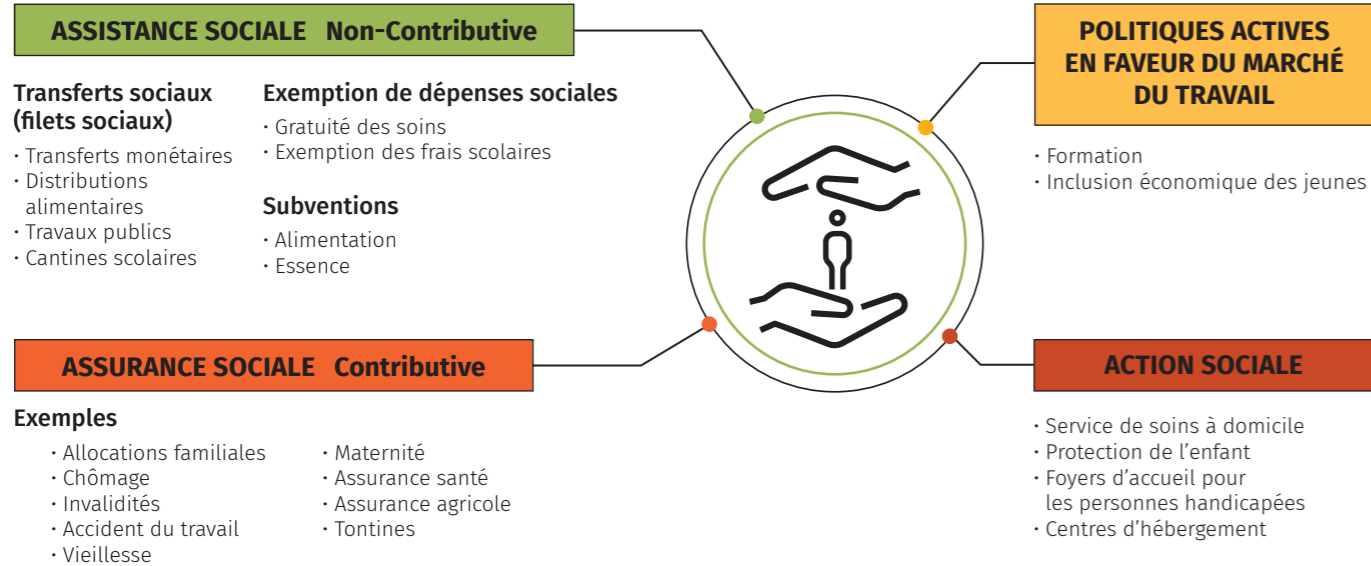 ASSISTANCE SOCIALE Non-Contributive
Transferts sociaux
(filets sociaux)
· Transferts monétaires
· Distributions
alimentaires
· Travaux publics
· Cantines scolaires
Exemption de dépenses sociales
· Gratuité des soins
· Exemption des frais scolaires
Subventions
· Alimentation
· Essence
POLITIQUES ACTIVES
EN FAVEUR DU MARCHÉ
DU TRAVAIL
· Formation
· Inclusion économique des jeunes
ASSURANCE SOCIALE Contributive
Exemples
· Allocations familiales
· Chômage
· Invalidités
· Accident du travail
· Vieillesse
· Maternité
· Assurance santé
· Assurance agricole
· Tontines
ACTION SOCIALE
· Service de soins à domicile
· Protection de l’enfant
· Foyers d’accueil pour
les personnes handicapées
· Centres d’hébergement